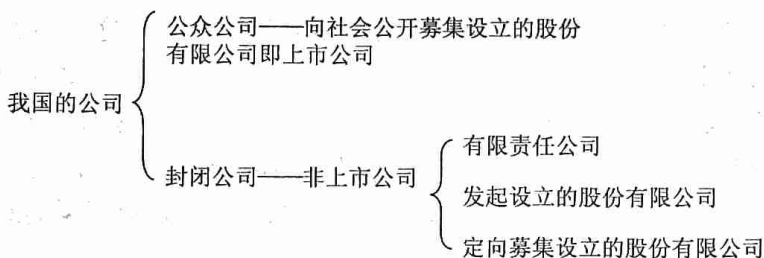 公众公司——向社会公开募集设立的股份
有限公司即上市公司
我国的公司
有限责任公司
封闭公司——非上市公司
发起设立的股份有限公司
定向募集设立的股份有限公司